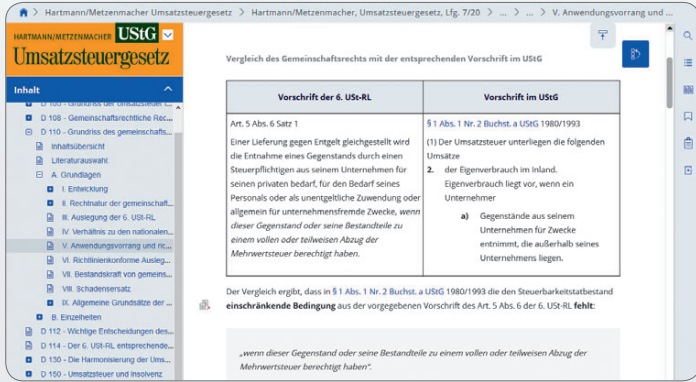 Hartmann/Metzenmacher Umsatzsteuergesetz > Hartmann/Metzenmacher, Umsatzsteuergesetz, Lfg. 7/20 > ... > ... > V. Anwendungsvorrang und ...
HARTMANN/METZENMACHER UStG
Umsatzsteuergesetz
Inhalt
D 100 - Grundriss der Umsatzsteuer i...
D 108 - Gemeinschaftsrechtliche Rec...
D 110 - Grundriss des gemeinschafts...
Inhaltsübersicht
Literaturauswahl
A. Grundlagen
I. Entwicklung
II. Rechtnatur der gemeinschaft...
III. Auslegung der 6. USt-RL
IV. Verhältnis zu den nationalen...
V. Anwendungsvorrang und ric...
VI. Richtlinienkonforme Ausleg...
VII. Bestandskraft von gemeins...
VIII. Schadensersatz
IX. Allgemeine Grundsätze der ...
B. Einzelheiten
D 112 - Wichtige Entscheidungen des...
D 114 - Der 6. USt-RL entsprechende...
D 130 - Die Harmonisierung der Ums...
D 150 - Umsatzsteuer und Insolvenz
Vergleich des Gemeinschaftsrechts mit der entsprechenden Vorschrift im UStG
Vorschrift der 6. USt-RL
Art. 5 Abs. 6 Satz 1
Einer Lieferung gegen Entgelt gleichgestellt wird
die Entnahme eines Gegenstands durch einen
Steuerpflichtigen aus seinem Unternehmen für
seinen privaten bedarf, für den Bedarf seines
Personals oder als unentgeltliche Zuwendung oder
allgemein für unternehmensfremde Zwecke, wenn
dieser Gegenstand oder seine Bestandteile zu
einem vollen oder teilweisen Abzug der
Mehrwertsteuer berechtigt haben.
Vorschrift im UStG
§ 1 Abs. 1 Nr. 2 Buchst. a UStG 1980/1993
(1) Der Umsatzsteuer unterliegen die folgenden
Umsätze
2. der Eigenverbrauch im Inland.
Eigenverbrauch liegt vor, wenn ein
Unternehmer
a) Gegenstände aus seinem
Unternehmen für Zwecke
entnimmt, die außerhalb seines
Unternehmens liegen.
Der Vergleich ergibt, dass in § 1 Abs. 1 Nr. 2 Buchst. a UStG 1980/1993 die den Steuerbarkeitstatbestand
einschränkende Bedingung aus der vorgegebenen Vorschrift des Art. 5 Abs. 6 der 6. USt-RL fehlt:
„wenn dieser Gegenstand oder seine Bestandteile zu einem vollen oder teilweisen Abzug der
Mehrwertsteuer berechtigt haben“.